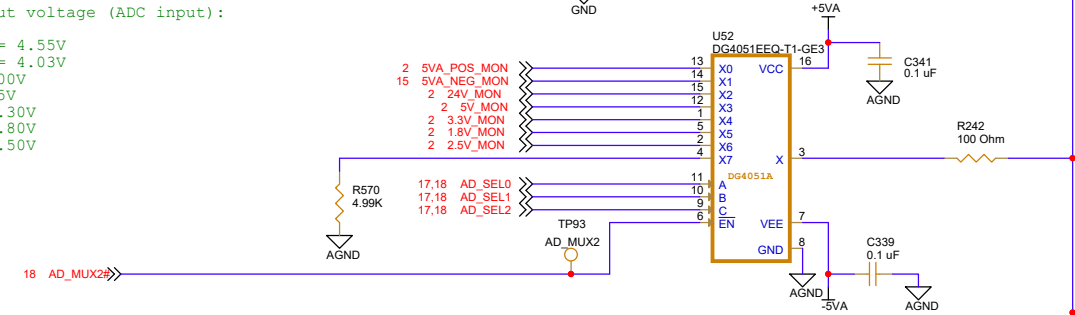 ut voltage (ADC input):
= 4.55V
= 4.03V
00V
5V
.30V
.80V
.50V
GND
+5VA
U52
DG4051EEQ-T1-GE3
2 5VA_POS_MON 13 X0 VCC 16
15 5VA_NEG_MON 14 X1
2 24V_MON 15 X2
2 5V_MON 12 X3
2 3.3V_MON 1 X4
2 1.8V_MON 5 X5
2 2.5V_MON 2 X6
4 X7 X 3
C341
0.1 uF
AGND
R242
100 Ohm
DG4051A
R570
4.99K
AGND
17,18 AD_SEL0 11 A
17,18 AD_SEL1 10 B
17,18 AD_SEL2 9 C
6 EN VEE 7
GND 8
TP93
AD_MUX2
18 AD_MUX2#
C339
0.1 uF
AGND
-5VA
AGND